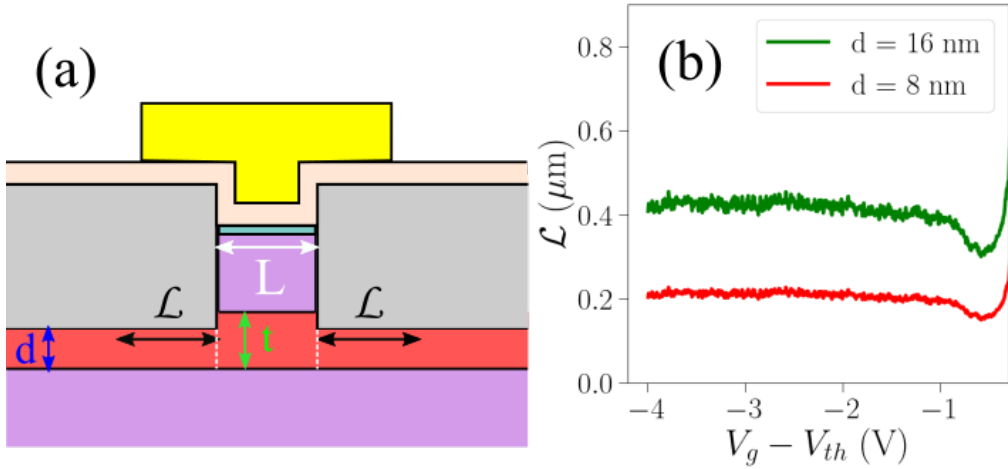 (a)
L
ℒ
ℒ
d
t
(b)
d = 16 nm
d = 8 nm
0.8
0.6
0.4
0.2
0.0
ℒ (μm)
−4
−3
−2
−1
V_g − V_th (V)